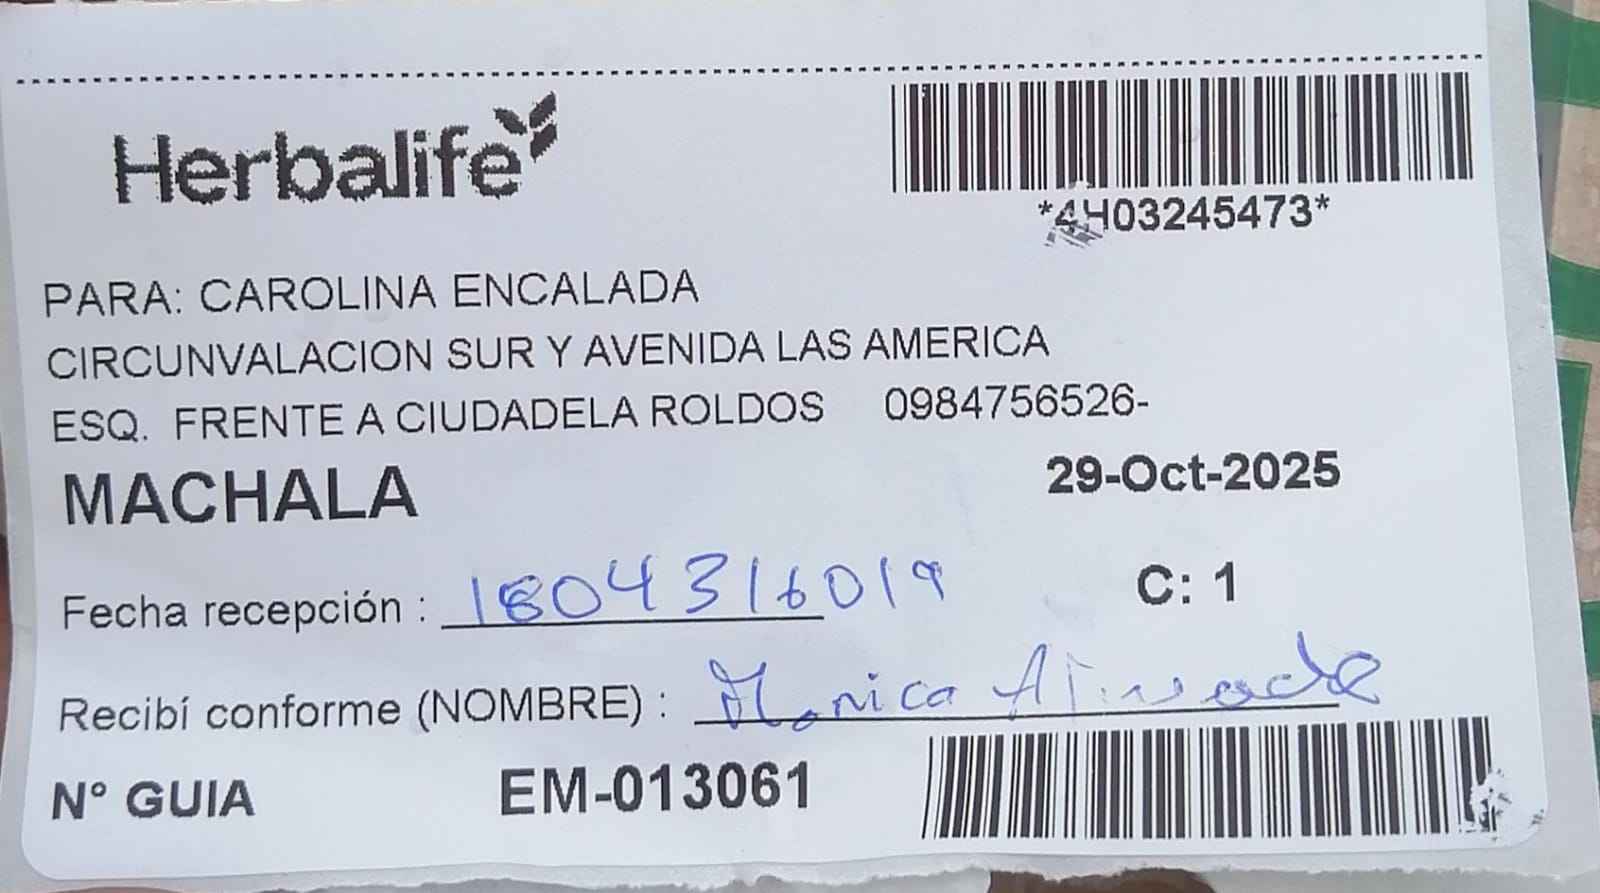 Herbalife
*4H03245473*
PARA: CAROLINA ENCALADA
CIRCUNVALACION SUR Y AVENIDA LAS AMERICA
ESQ. FRENTE A CIUDADELA ROLDOS 0984756526-
MACHALA 29-Oct-2025
Fecha recepción : 1804316019 C: 1
Recibí conforme (NOMBRE) : Monica
N° GUIA EM-013061